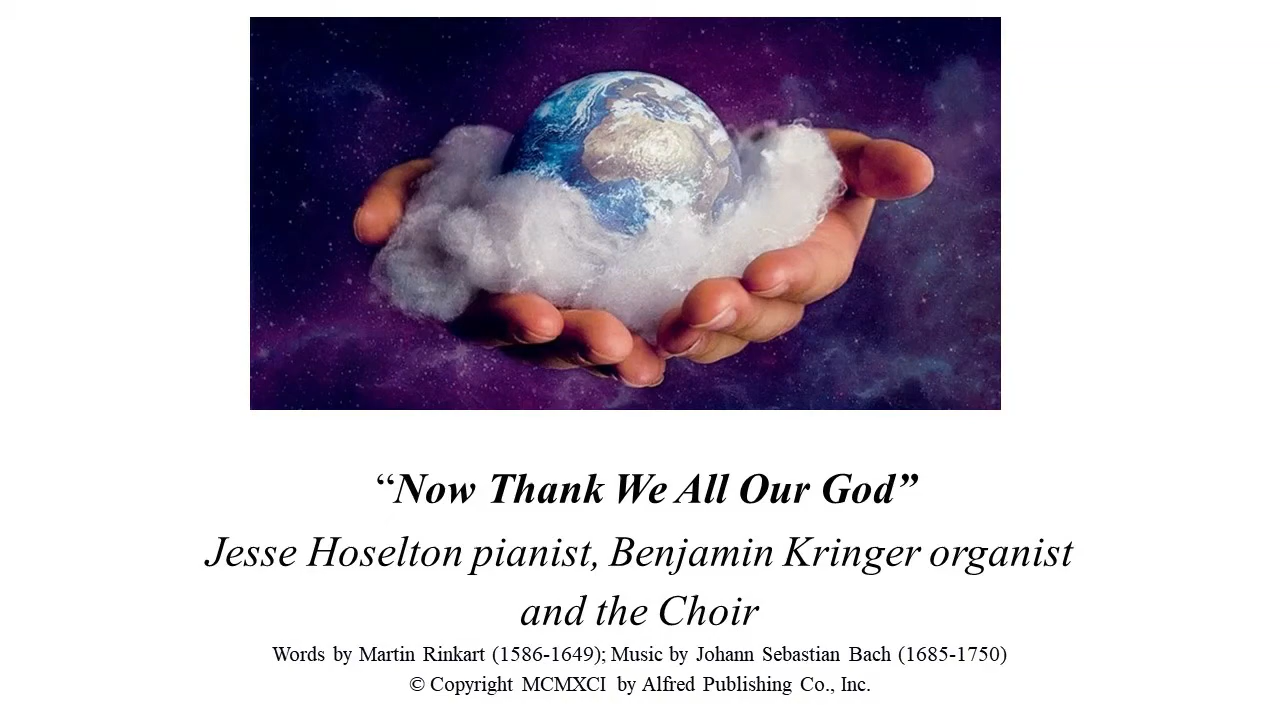 “Now Thank We All Our God”
Jesse Hoselton pianist, Benjamin Kringer organist
and the Choir
Words by Martin Rinkart (1586-1649); Music by Johann Sebastian Bach (1685-1750)
© Copyright MCMXCI by Alfred Publishing Co., Inc.